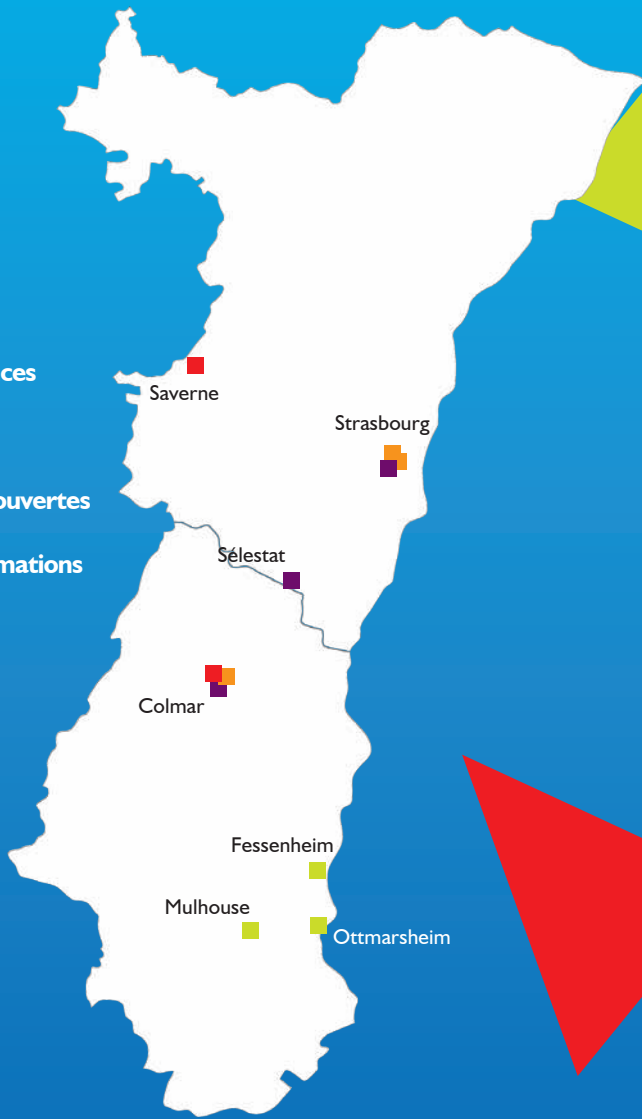 ces
Saverne
Strasbourg
ouvertes
Sélestat
mations
Colmar
Fessenheim
Mulhouse
Ottmarsheim